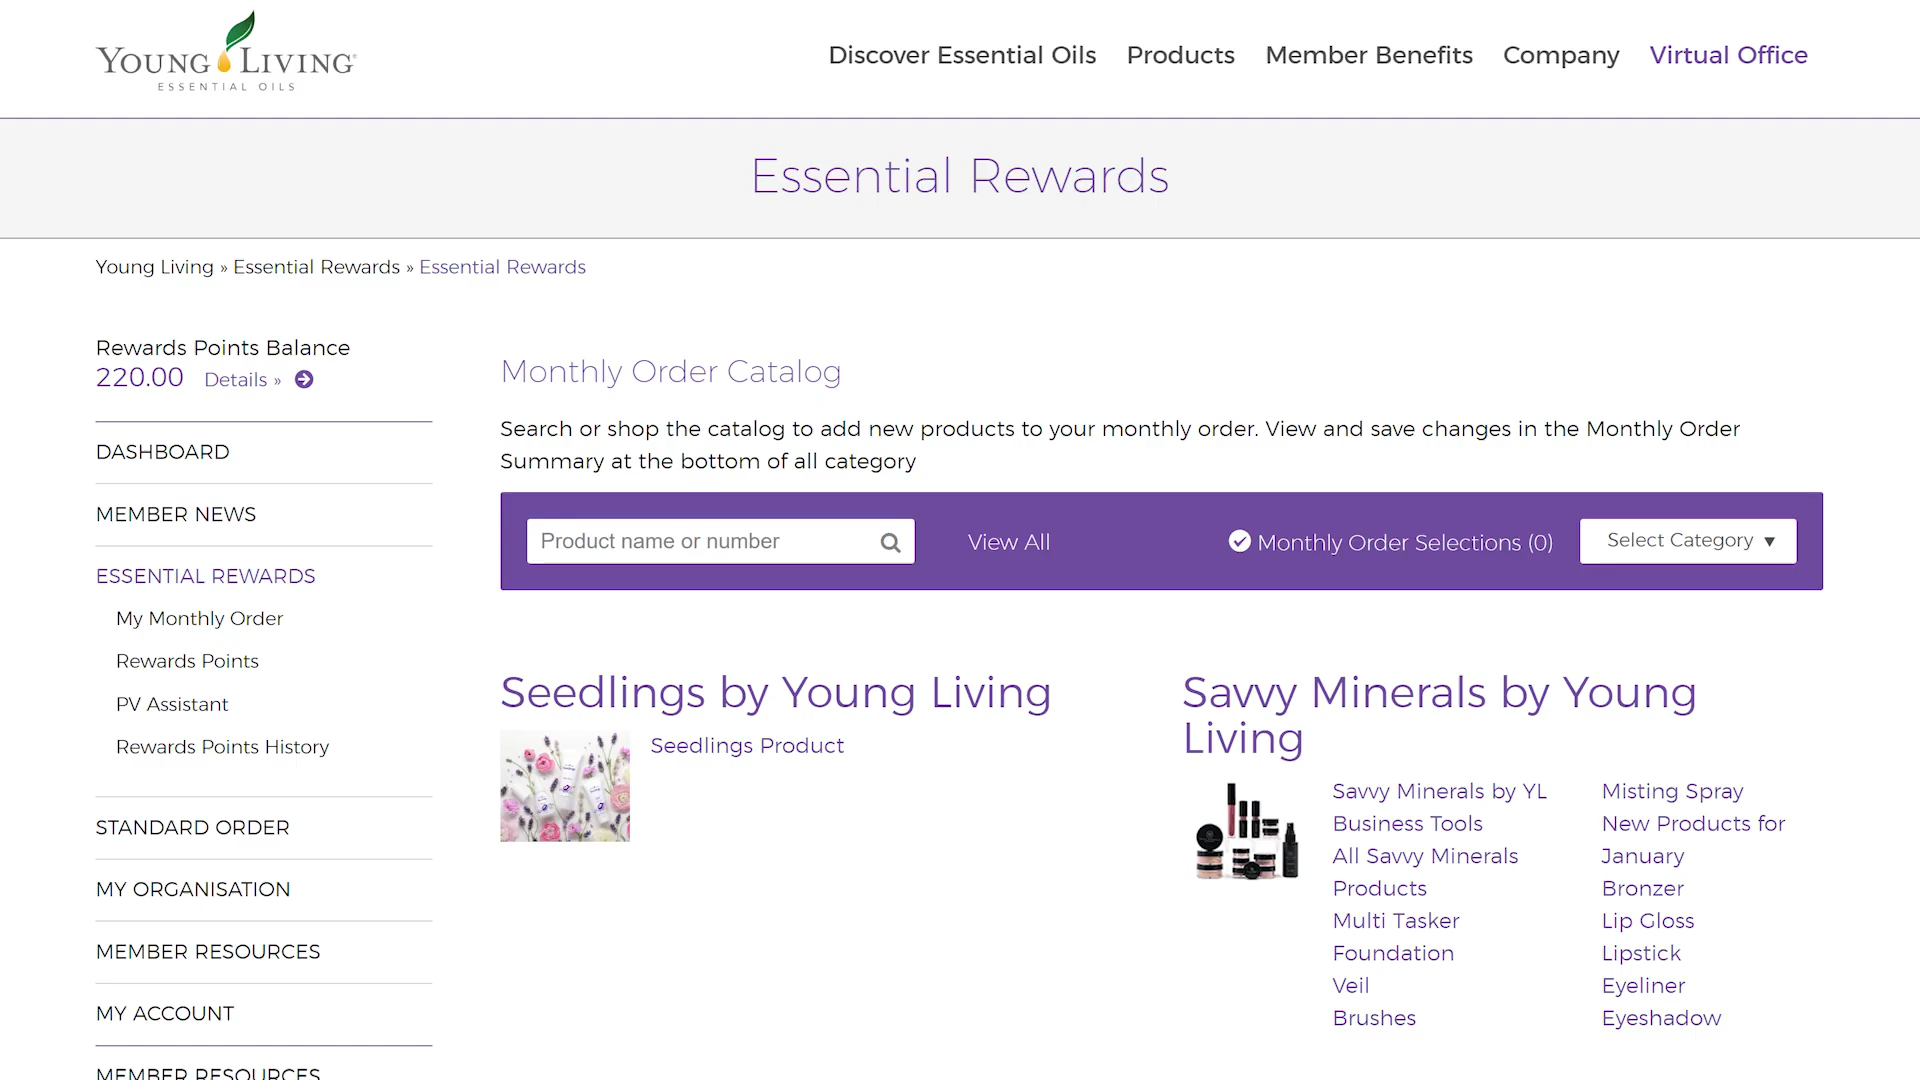 YOUNG LIVING
ESSENTIAL OILS
Discover Essential Oils
Products
Member Benefits
Company
Virtual Office
Essential Rewards
Young Living » Essential Rewards » Essential Rewards
Rewards Points Balance
220.00 Details »
DASHBOARD
MEMBER NEWS
ESSENTIAL REWARDS
My Monthly Order
Rewards Points
PV Assistant
Rewards Points History
STANDARD ORDER
MY ORGANISATION
MEMBER RESOURCES
MY ACCOUNT
MEMBER RESOURCES
Monthly Order Catalog
Search or shop the catalog to add new products to your monthly order. View and save changes in the Monthly Order
Summary at the bottom of all category
Product name or number
View All
Monthly Order Selections (0)
Select Category ▼
Seedlings by Young Living
Seedlings Product
Savvy Minerals by Young
Living
Savvy Minerals by YL
Business Tools
All Savvy Minerals
Products
Multi Tasker
Foundation
Veil
Brushes
Misting Spray
New Products for
January
Bronzer
Lip Gloss
Lipstick
Eyeliner
Eyeshadow